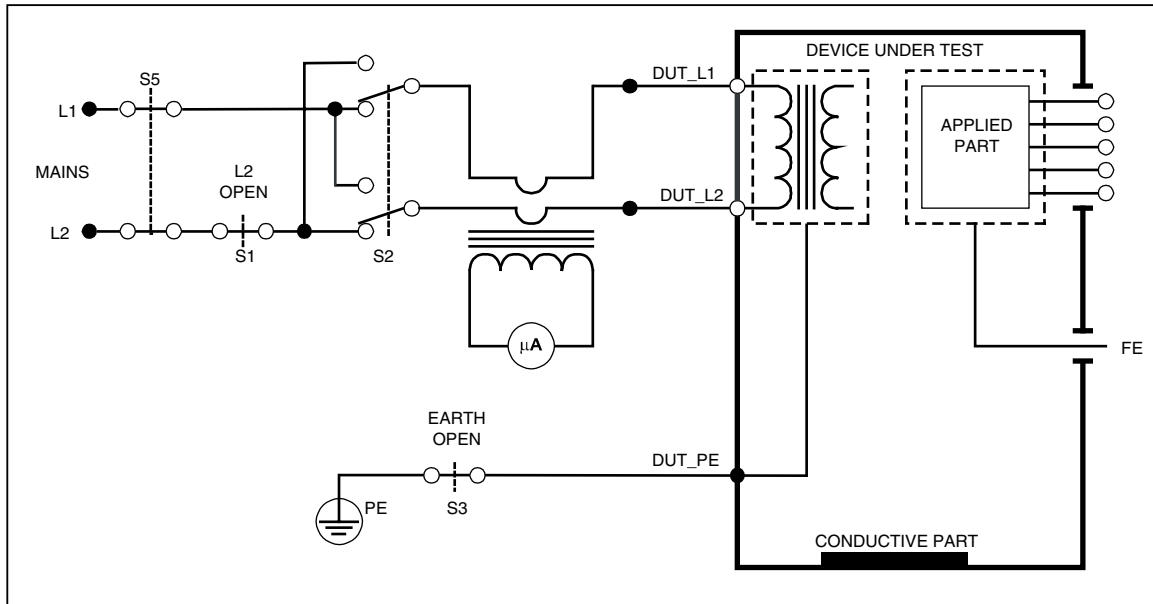 DEVICE UNDER TEST
S5
DUT_L1
L1
APPLIED
PART
MAINS
L2
OPEN
DUT_L2
L2
S1
S2
µA
FE
EARTH
OPEN
DUT_PE
PE
S3
CONDUCTIVE PART